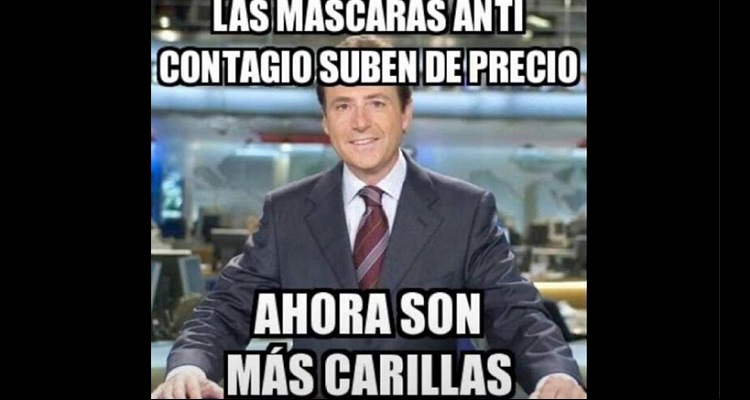 LAS MASCARAS ANTI
CONTAGIO SUBEN DE PRECIO
AHORA SON
MÁS CARILLAS